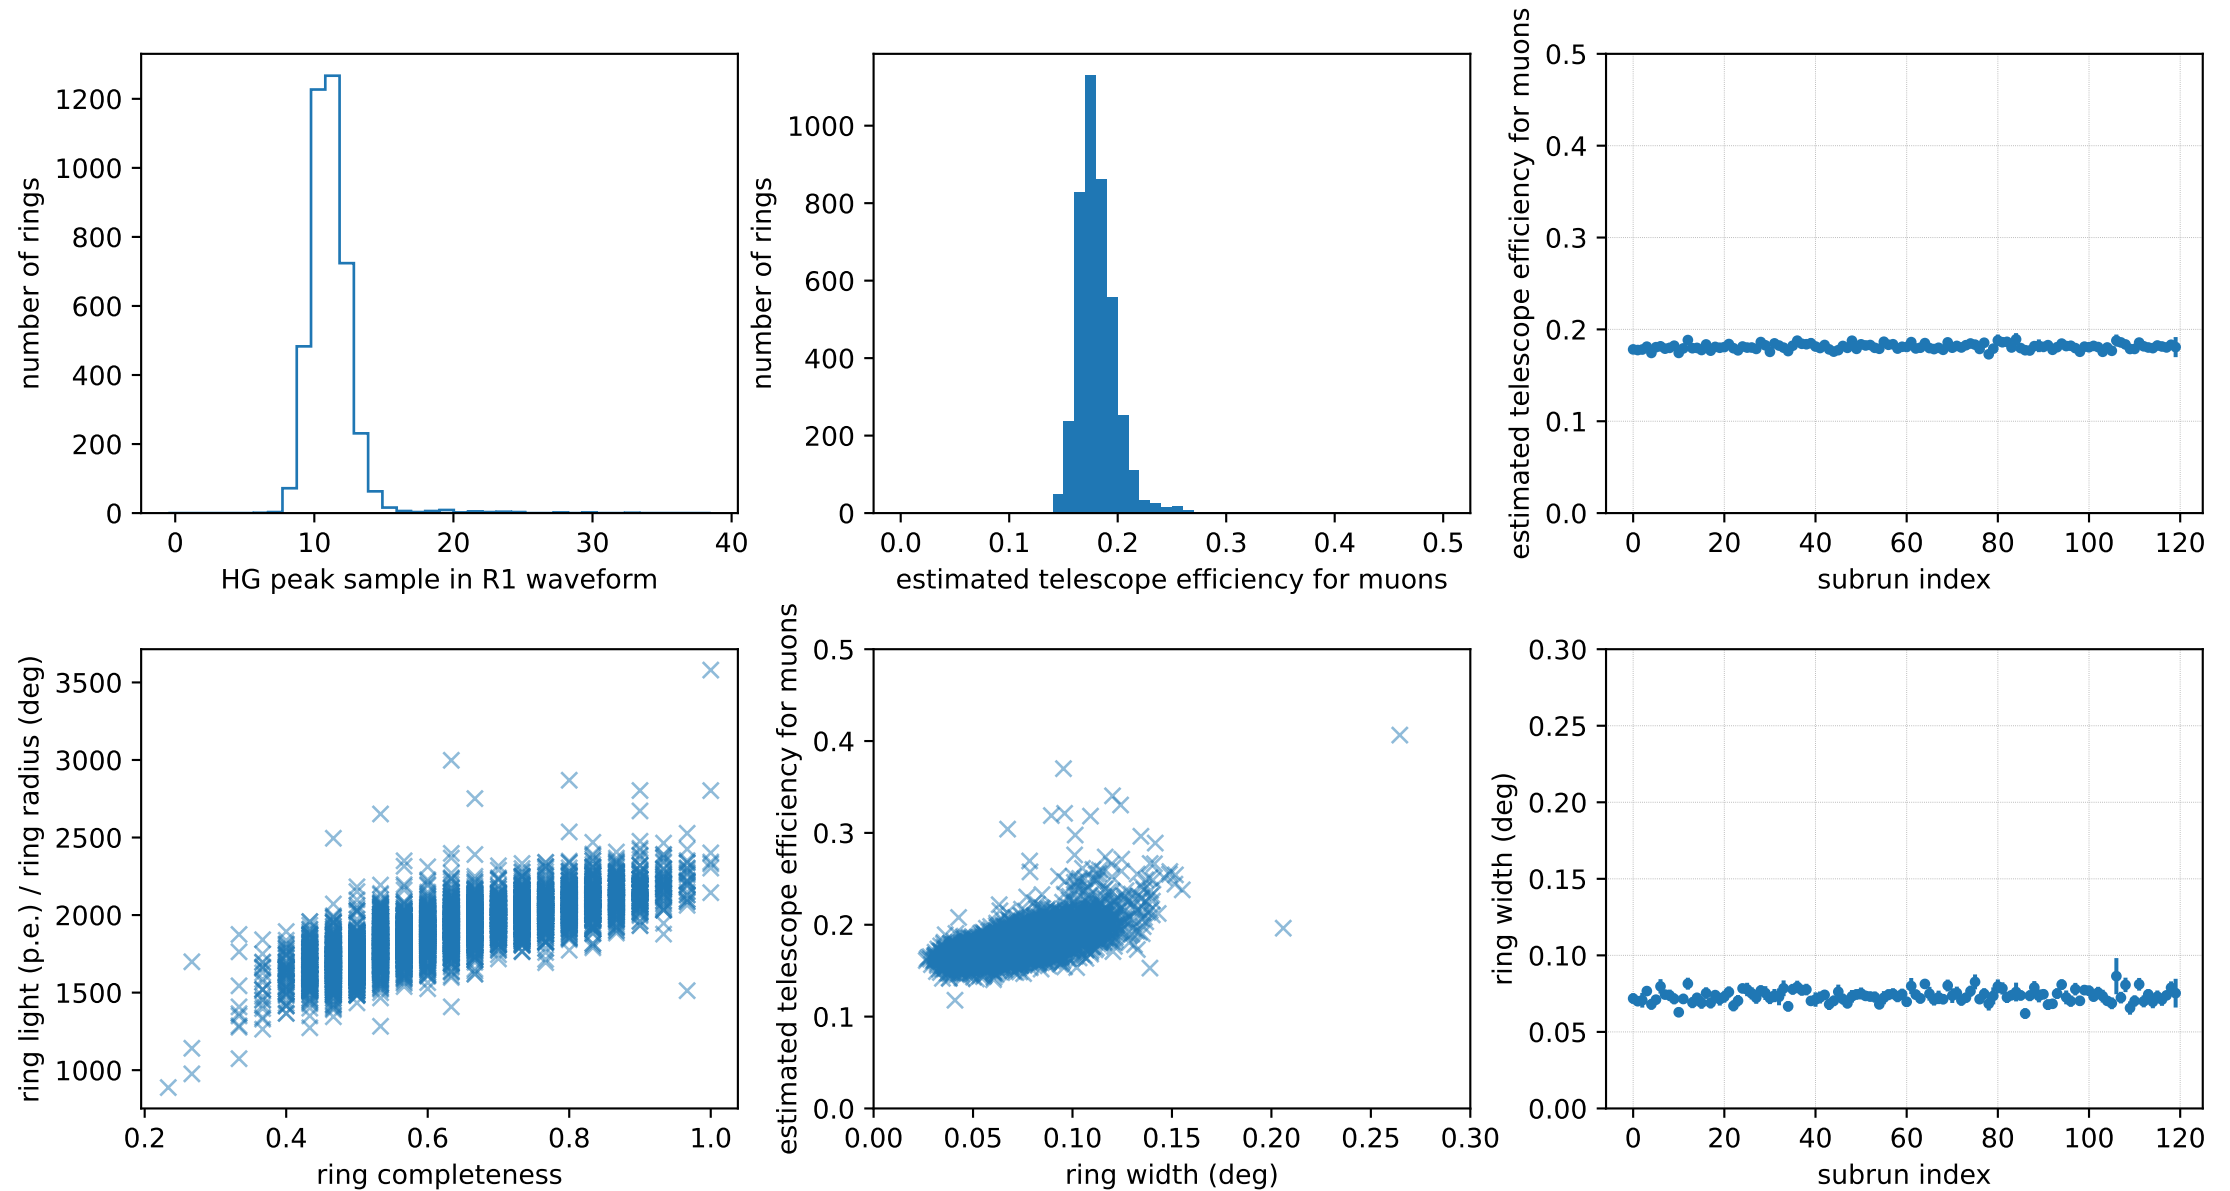 number of rings
1200
1000
800
600
400
200
0
0 10 20 30 40
HG peak sample in R1 waveform
number of rings
1000
800
600
400
200
0
0.0 0.1 0.2 0.3 0.4 0.5
estimated telescope efficiency for muons
estimated telescope efficiency for muons
0.5
0.4
0.3
0.2
0.1
0.0
0 20 40 60 80 100 120
subrun index
ring light (p.e.) / ring radius (deg)
3500
3000
2500
2000
1500
1000
0.2 0.4 0.6 0.8 1.0
ring completeness
estimated telescope efficiency for muons
0.5
0.4
0.3
0.2
0.1
0.0
0.00 0.05 0.10 0.15 0.20 0.25 0.30
ring width (deg)
ring width (deg)
0.30
0.25
0.20
0.15
0.10
0.05
0.00
0 20 40 60 80 100 120
subrun index